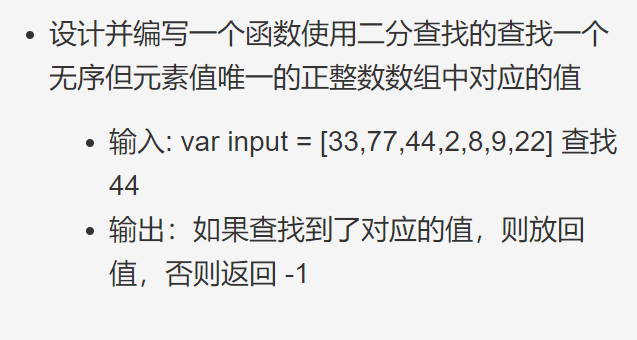 设计并编写一个函数使用二分查找的查找一个
无序但元素值唯一的正整数数组中对应的值
输入: var input = [33,77,44,2,8,9,22] 查找
44
输出：如果查找到了对应的值，则放回
值，否则返回 -1